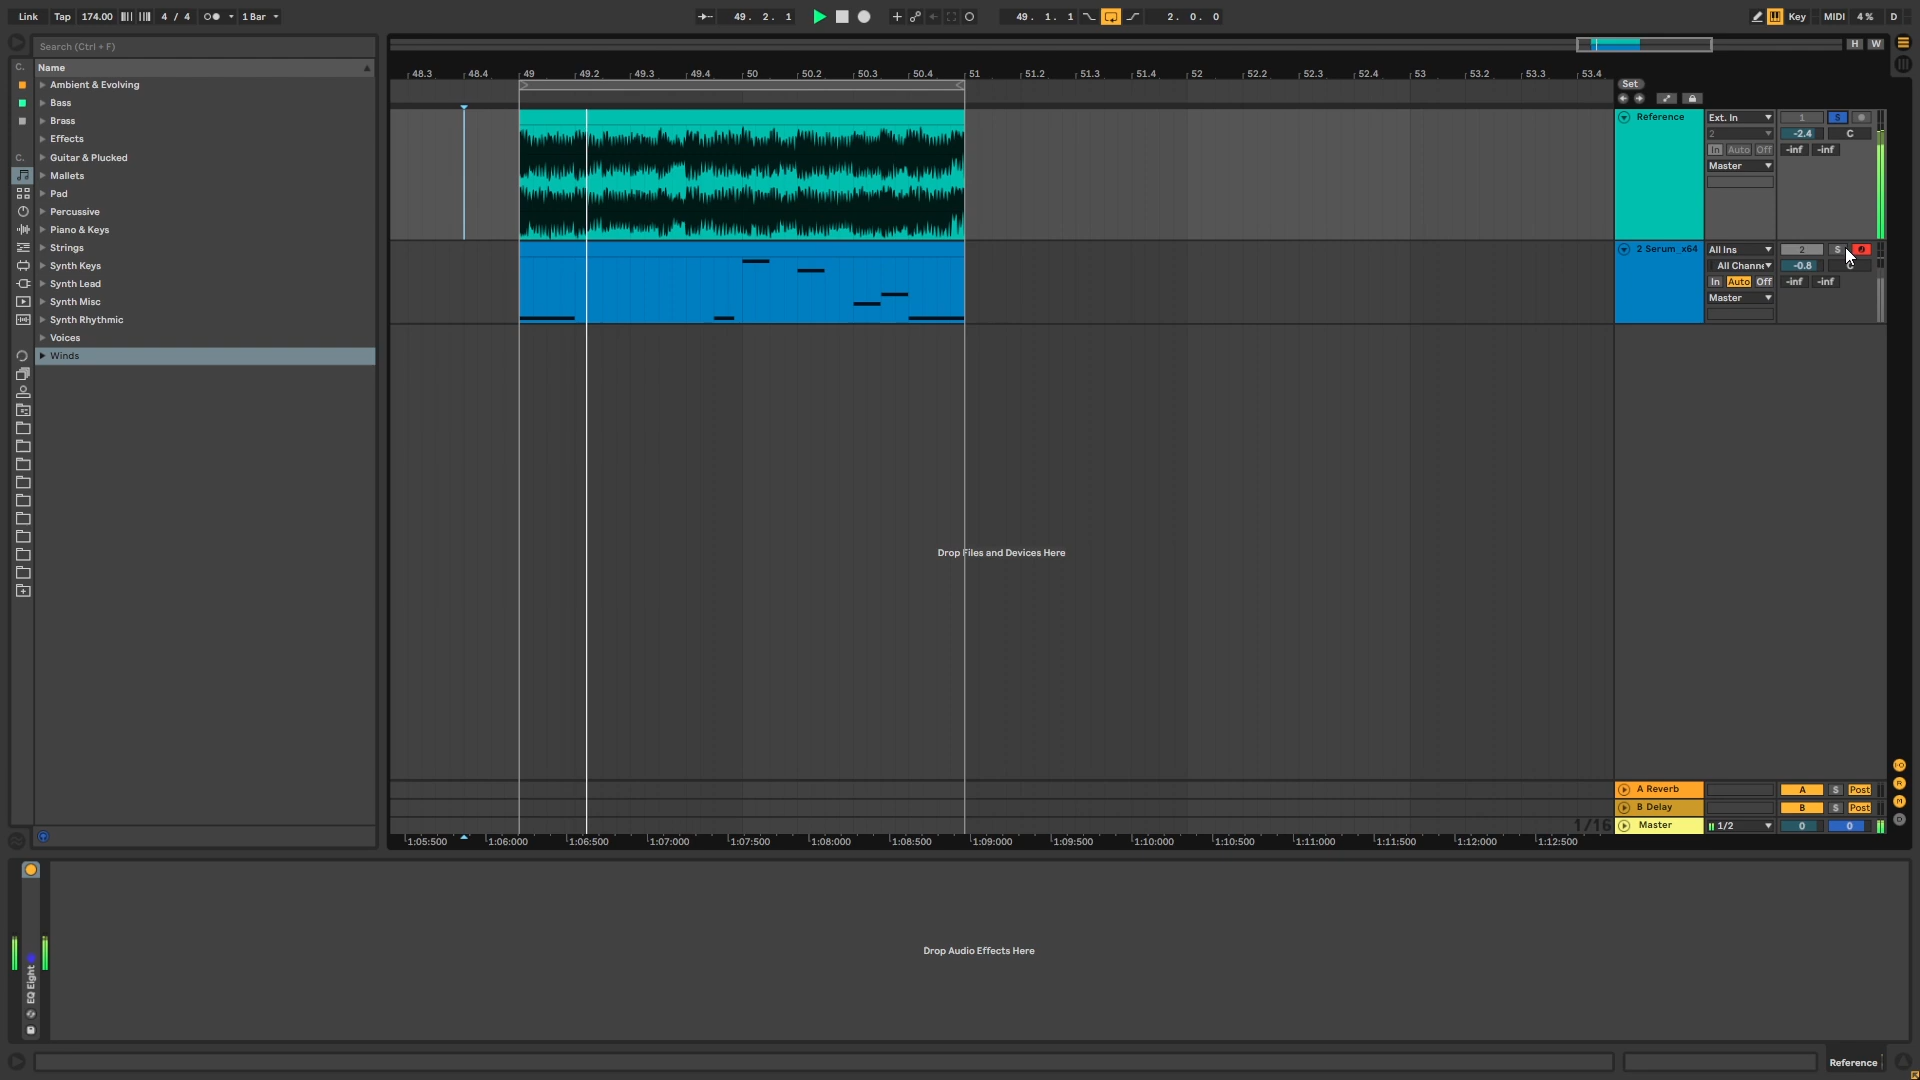 Link Tap 174.00 4 / 4 1 Bar 49. 2. 1 49. 1. 1 2. 0. 0 Key MIDI 4 % D
Search (Ctrl + F)
H W
C. Name
48.3 48.4 49 49.2 49.3 49.4 50 50.2 50.3 50.4 51 51.2 51.3 51.4 52 52.2 52.3 52.4 53 53.2 53.3 53.4
Set
Ambient & Evolving
Bass
Brass
Effects
C. Guitar & Plucked
Mallets
Pad
Percussive
Piano & Keys
Strings
Synth Keys
Synth Lead
Synth Misc
Synth Rhythmic
Voices
Winds
Reference Ext. In 1 S
2 -2.4 C
In Auto Off -inf -inf
Master
2 Serum_x64 All Ins 2 S
All Channe -0.8 C
In Auto Off -inf -inf
Master
Drop Files and Devices Here
A Reverb A S Post
B Delay B S Post
1/16 Master 1/2 0 0
R
M
D
1:05:500 1:06:000 1:06:500 1:07:000 1:07:500 1:08:000 1:08:500 1:09:000 1:09:500 1:10:000 1:10:500 1:11:000 1:11:500 1:12:000 1:12:500
EQ Eight
Drop Audio Effects Here
Reference